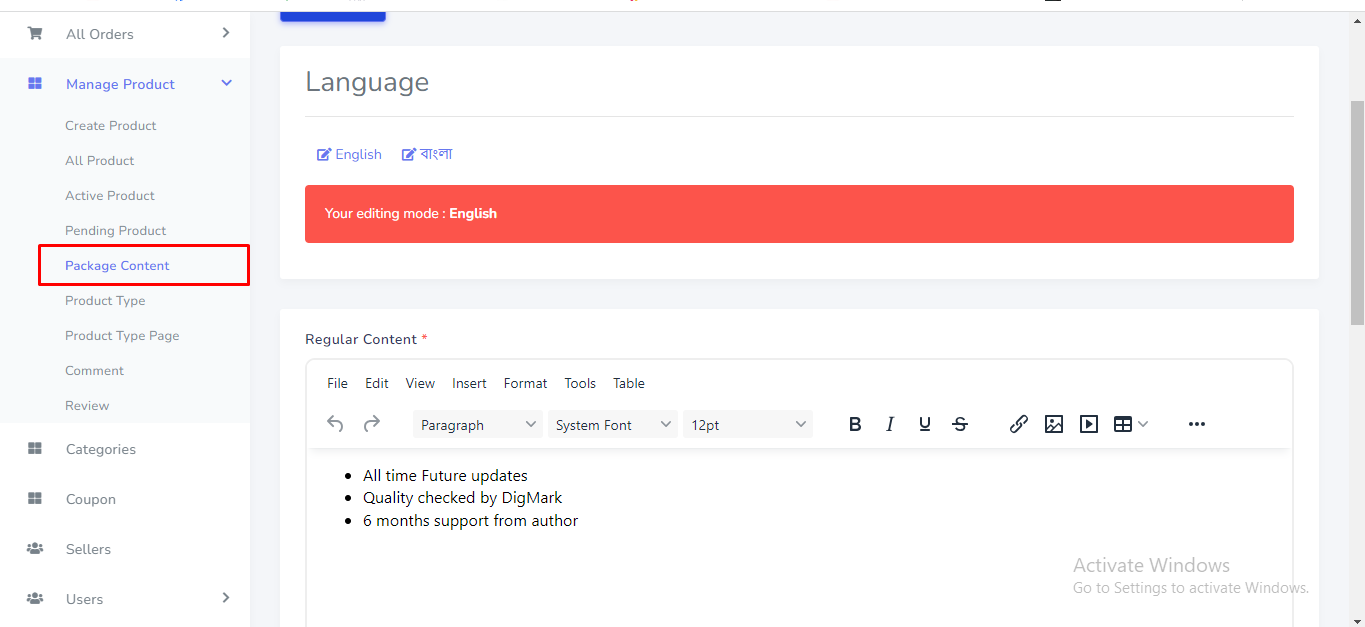 All Orders
Manage Product
Create Product
All Product
Active Product
Pending Product
Package Content
Product Type
Product Type Page
Comment
Review
Categories
Coupon
Sellers
Users
Language
English বাংলা
Your editing mode : English
Regular Content *
File Edit View Insert Format Tools Table
Paragraph System Font 12pt B I U S
All time Future updates
Quality checked by DigMark
6 months support from author
Activate Windows
Go to Settings to activate Windows.